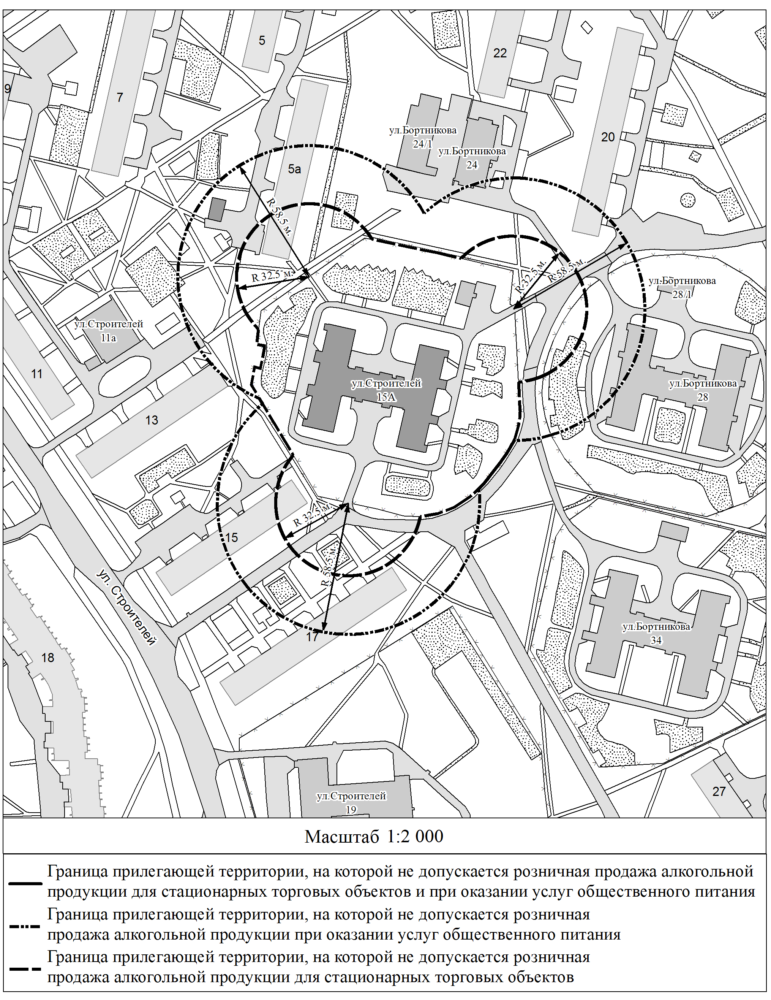 5
22
9
7
ул.Бортникова
24/1
20
ул.Бортникова
24
5а
R 58.5 м.
R 32.5 м.
R 32.5 м.
R 58.5 м.
ул.Бортникова
28/1
ул.Строителей
11а
11
ул.Строителей
15А
ул.Бортникова
28
13
R 32.5 м.
15
R 58.5 м.
ул. Строителей
17
ул.Бортникова
34
18
27
ул.Строителей
19
Масштаб 1:2 000
Граница прилегающей территории, на которой не допускается розничная продажа алкогольной
продукции для стационарных торговых объектов и при оказании услуг общественного питания
Граница прилегающей территории, на которой не допускается розничная
продажа алкогольной продукции при оказании услуг общественного питания
Граница прилегающей территории, на которой не допускается розничная
продажа алкогольной продукции для стационарных торговых объектов